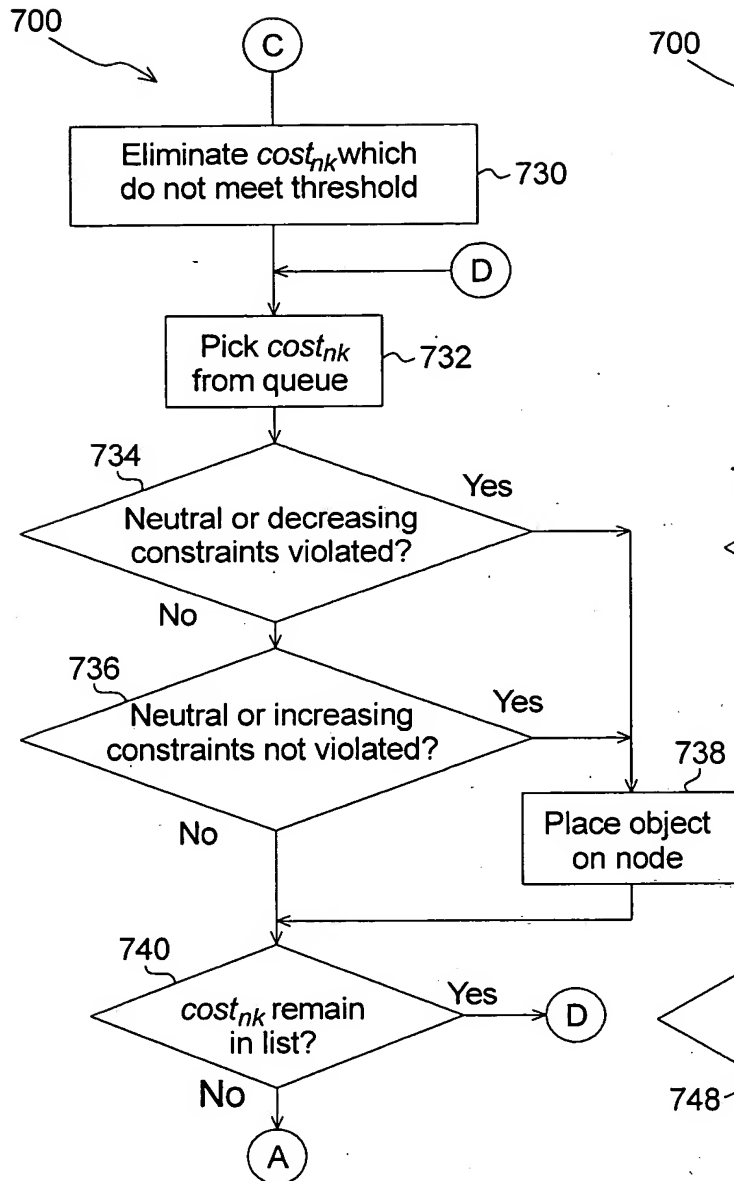 700
C
700
Eliminate cost_nk which
do not meet threshold
730
D
Pick cost_nk
from queue
732
734
Yes
Neutral or decreasing
constraints violated?
No
736
Yes
Neutral or increasing
constraints not violated?
No
738
Place object
on node
740
cost_nk remain
in list?
Yes
D
748
No
A